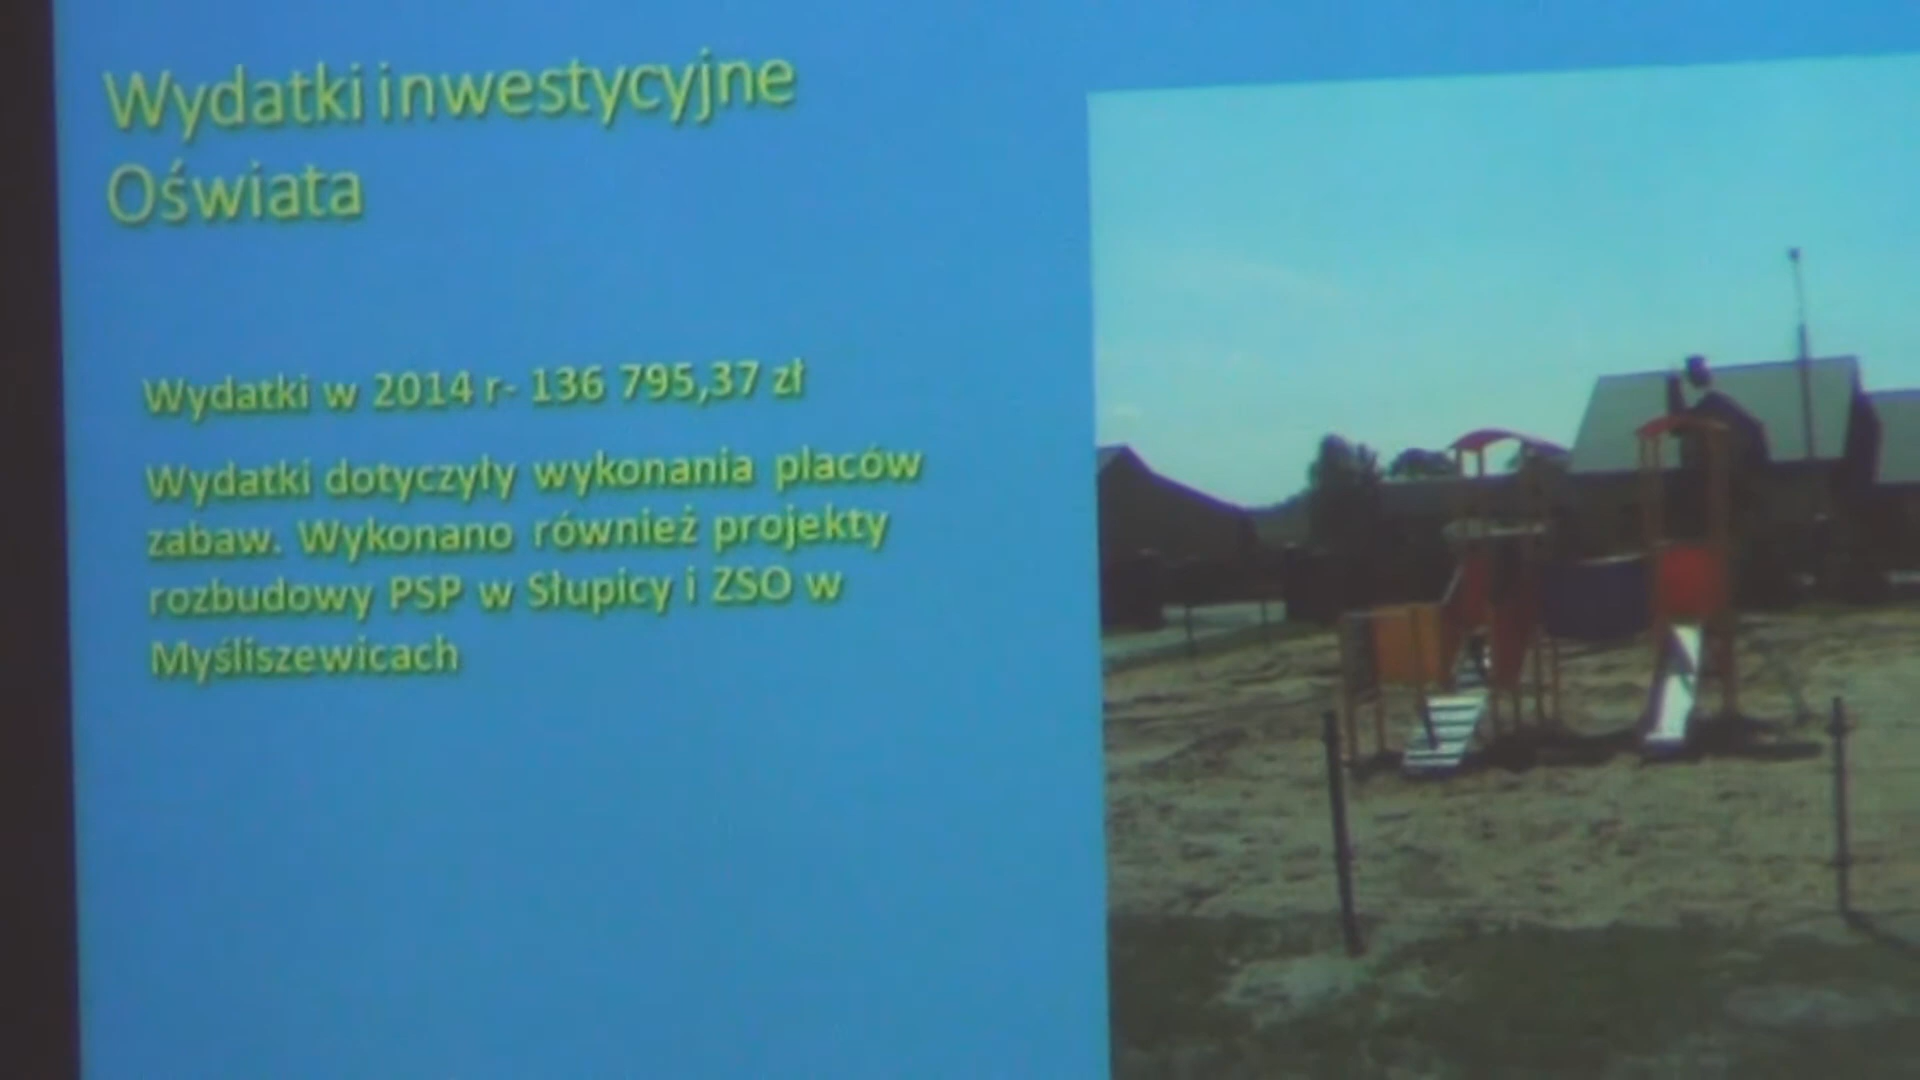 Wydatki inwestycyjne
Oświata
Wydatki w 2014 r- 136 795,37 zł
Wydatki dotyczyły wykonania placów
zabaw. Wykonano również projekty
rozbudowy PSP w Słupicy i ZSO w
Myśliszewicach